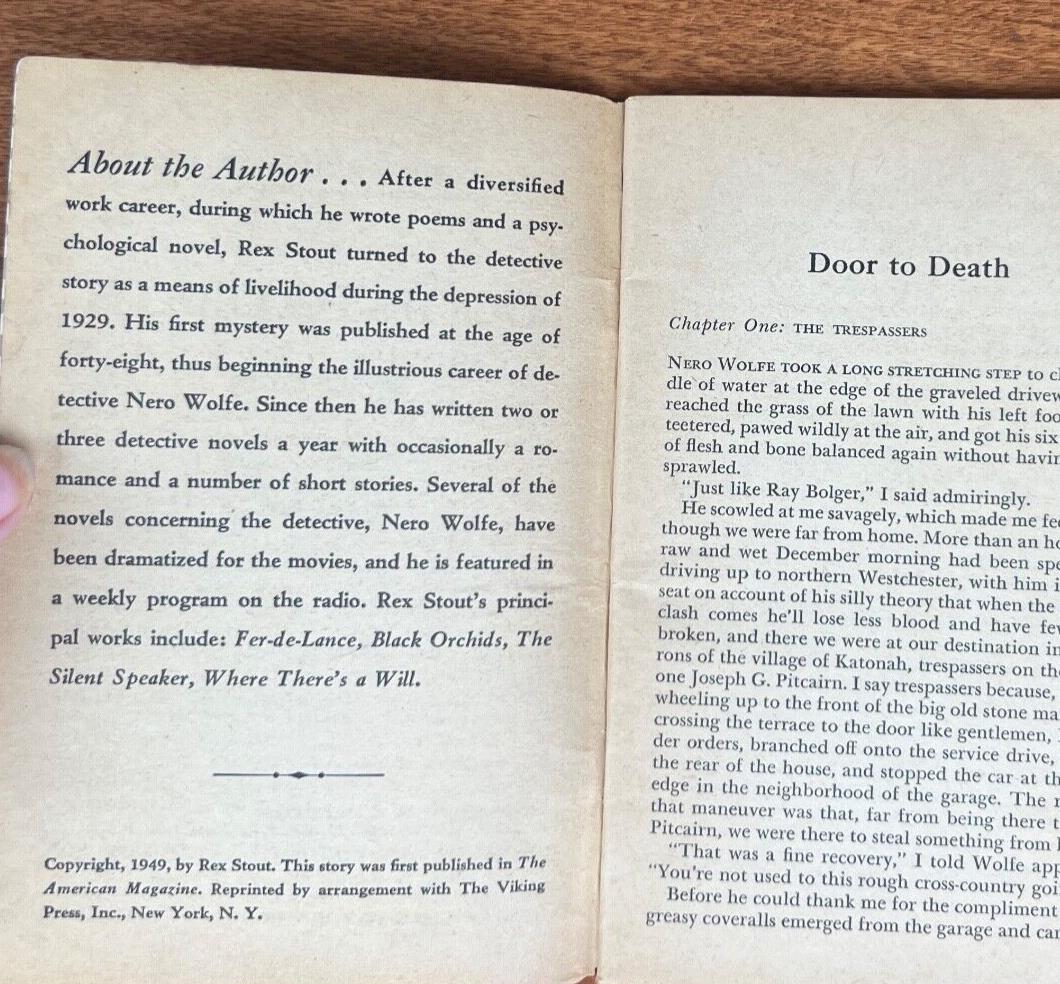 About the Author . . . After a diversified
work career, during which he wrote poems and a psy-
chological novel, Rex Stout turned to the detective
story as a means of livelihood during the depression of
1929. His first mystery was published at the age of
forty-eight, thus beginning the illustrious career of de-
tective Nero Wolfe. Since then he has written two or
three detective novels a year with occasionally a ro-
mance and a number of short stories. Several of the
novels concerning the detective, Nero Wolfe, have
been dramatized for the movies, and he is featured in
a weekly program on the radio. Rex Stout's princi-
pal works include: Fer-de-Lance, Black Orchids, The
Silent Speaker, Where There's a Will.
Copyright, 1949, by Rex Stout. This story was first published in The
American Magazine. Reprinted by arrangement with The Viking
Press, Inc., New York, N. Y.
Door to Death
Chapter One: THE TRESPASSERS
NERO WOLFE TOOK A LONG STRETCHING STEP to
dle of water at the edge of the graveled
reached the grass of the lawn with his left
teetered, pawed wildly at the air, and got his six
of flesh and bone balanced again without
sprawled.
"Just like Ray Bolger," I said admiringly.
He scowled at me savagely, which made me
though we were far from home. More than an
raw and wet December morning had been
driving up to northern Westchester, with him
seat on account of his silly theory that when the
clash comes he'll lose less blood and have
broken, and there we were at our destination
rons of the village of Katonah, trespassers on
one Joseph G. Pitcairn. I say trespassers because,
wheeling up to the front of the big old stone
crossing the terrace to the door like gentlemen,
der orders, branched off onto the service drive,
the rear of the house, and stopped the car at
edge in the neighborhood of the garage. The
that maneuver was that, far from being there
Pitcairn, we were there to steal something from
"That was a fine recovery," I told Wolfe
"You're not used to this rough cross-country
Before he could thank me for the compliment
greasy coveralls emerged from the garage and